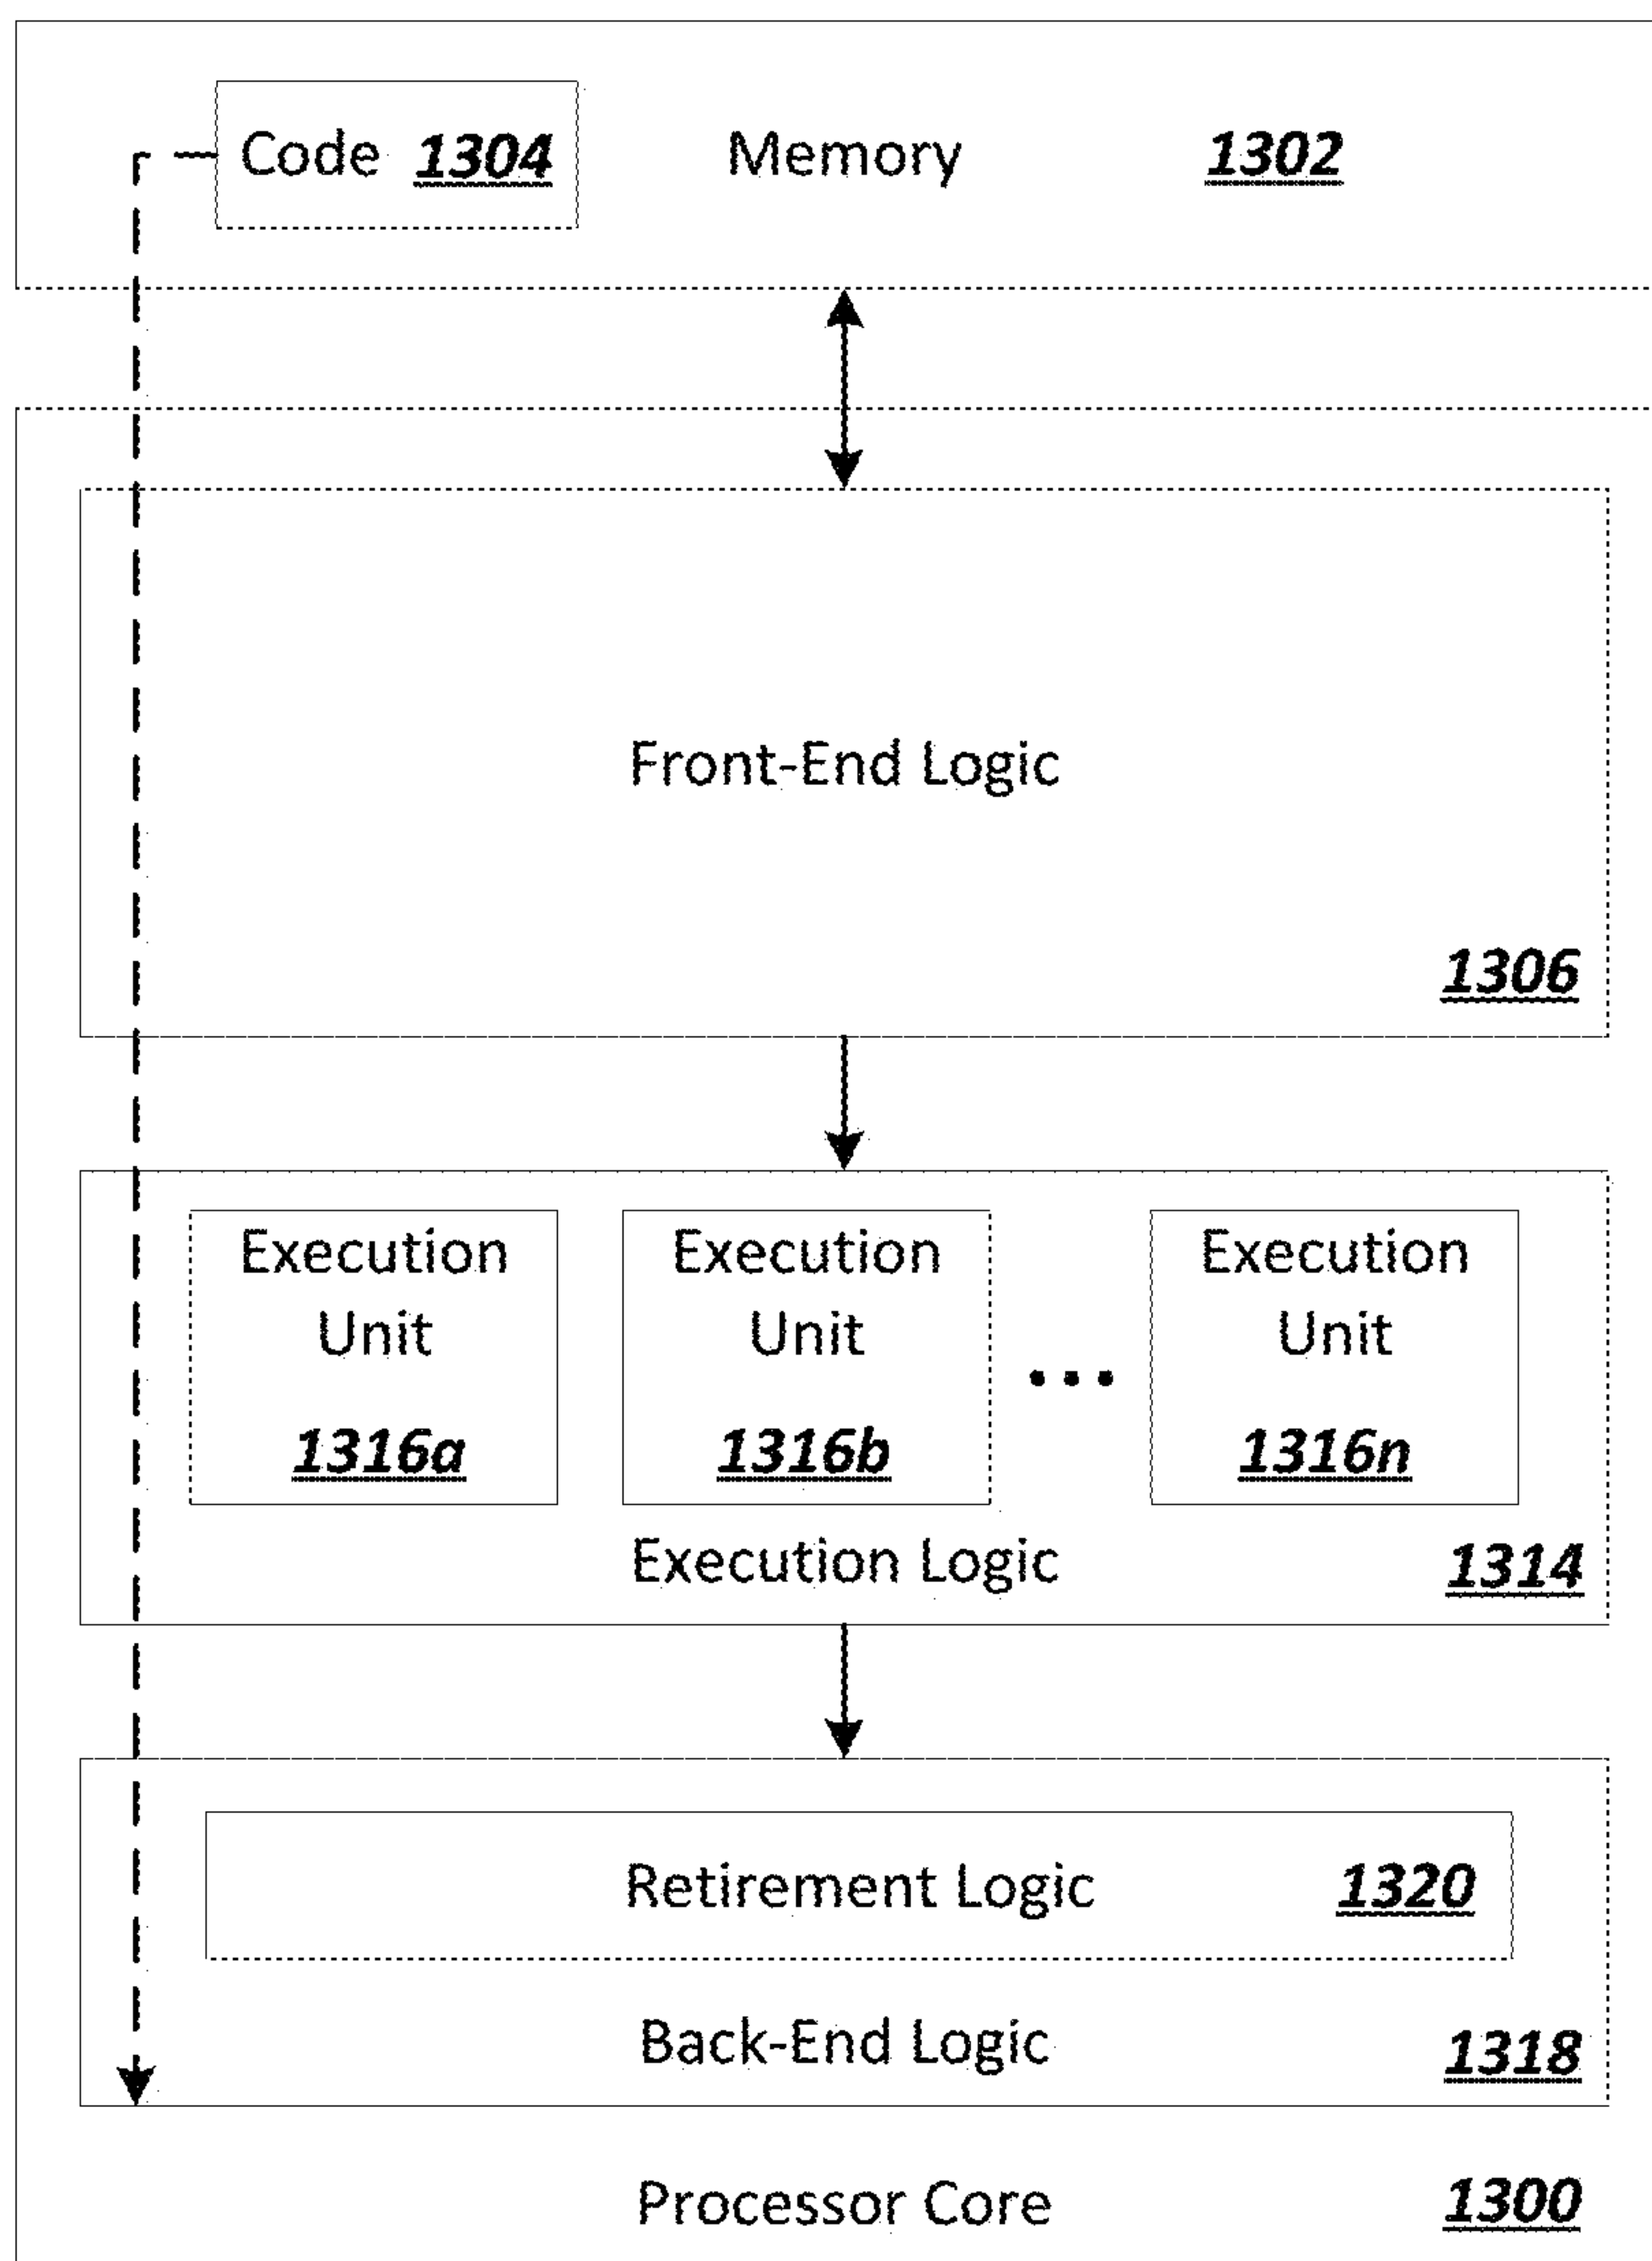 Code 1304 Memory 1302
Front-End Logic
1306
Execution Execution Execution
Unit Unit Unit
...
1316a 1316b 1316n
Execution Logic 1314
Retirement Logic 1320
Back-End Logic 1318
Processor Core 1300